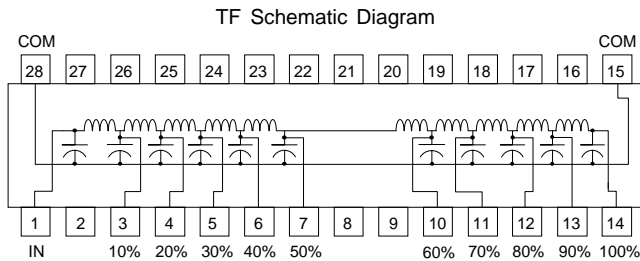 TF Schematic Diagram
COM COM
28 27 26 25 24 23 22 21 20 19 18 17 16 15
1 2 3 4 5 6 7 8 9 10 11 12 13 14
IN 10% 20% 30% 40% 50% 60% 70% 80% 90% 100%